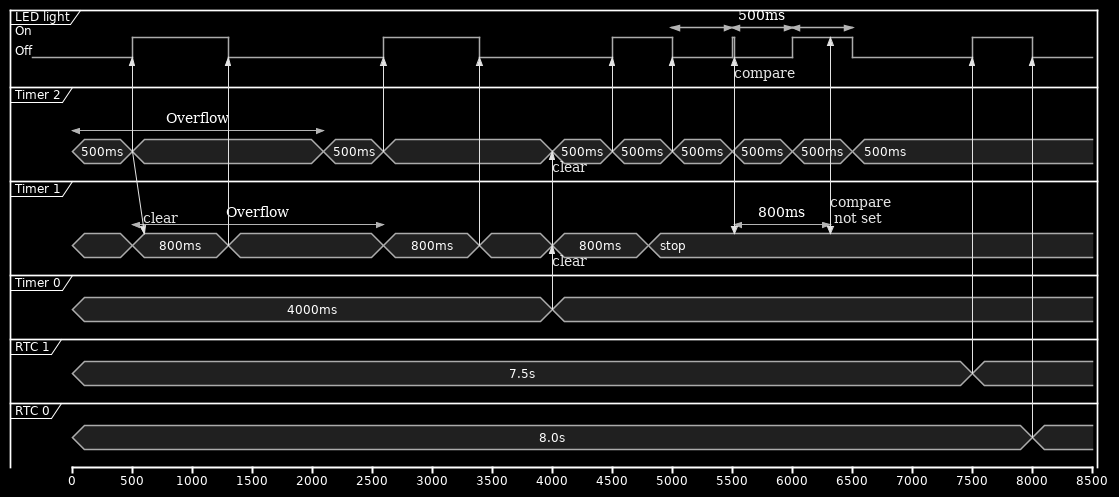 LED light
On
Off
500ms
compare
Timer 2
Overflow
500ms 500ms 500ms 500ms 500ms 500ms 500ms 500ms
clear
Timer 1
clear Overflow 800ms compare
not set
800ms 800ms 800ms stop
clear
Timer 0
4000ms
RTC 1
7.5s
RTC 0
8.0s
0 500 1000 1500 2000 2500 3000 3500 4000 4500 5000 5500 6000 6500 7000 7500 8000 8500